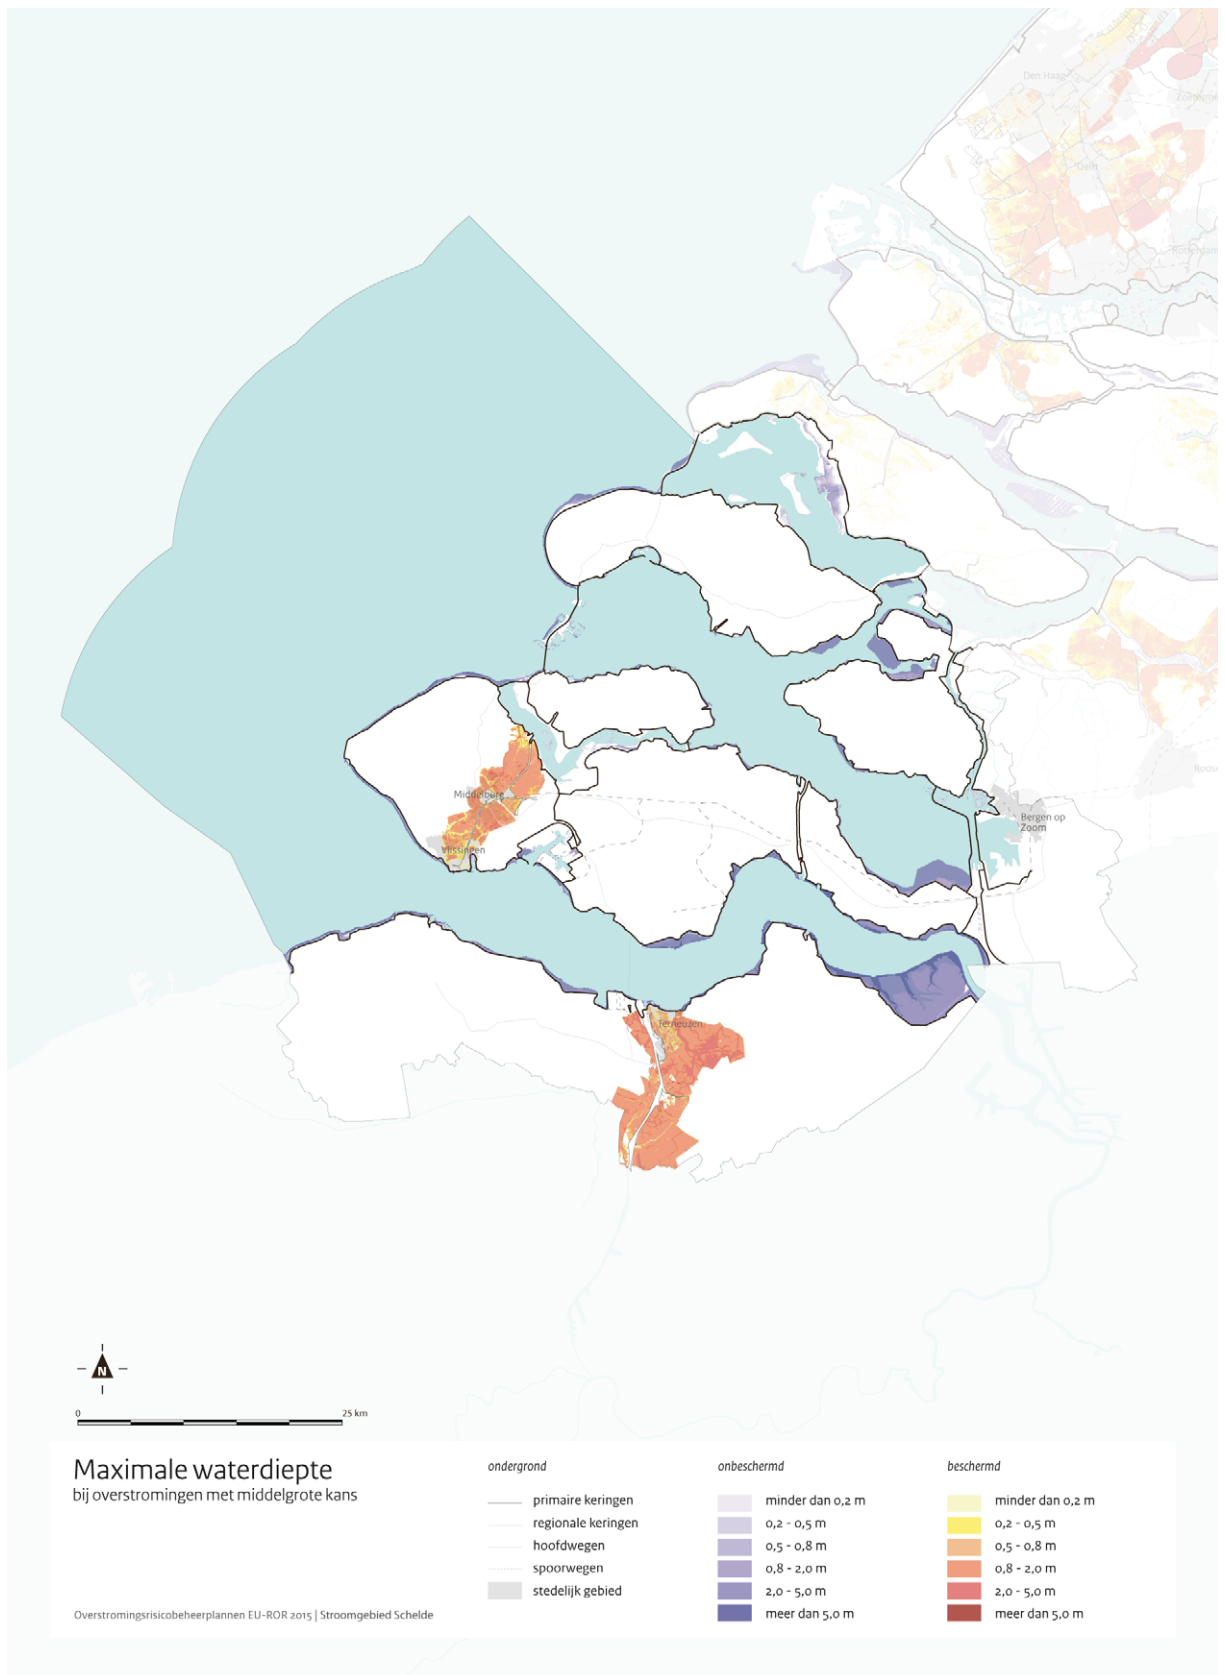 Den Haag
Zoeterme
Delft
Rotterdam
Middelburg
Vlissingen
Bergen op
Zoom
Roose
Terneuzen
N
0
25 km
Maximale waterdiepte
bij overstromingen met middelgrote kans
Overstromingsrisicobeheerplannen EU-ROR 2015 | Stroomgebied Schelde
ondergrond
primaire keringen
regionale keringen
hoofdwegen
spoorwegen
stedelijk gebied
onbeschermd
minder dan 0,2 m
0,2 - 0,5 m
0,5 - 0,8 m
0,8 - 2,0 m
2,0 - 5,0 m
meer dan 5,0 m
beschermd
minder dan 0,2 m
0,2 - 0,5 m
0,5 - 0,8 m
0,8 - 2,0 m
2,0 - 5,0 m
meer dan 5,0 m